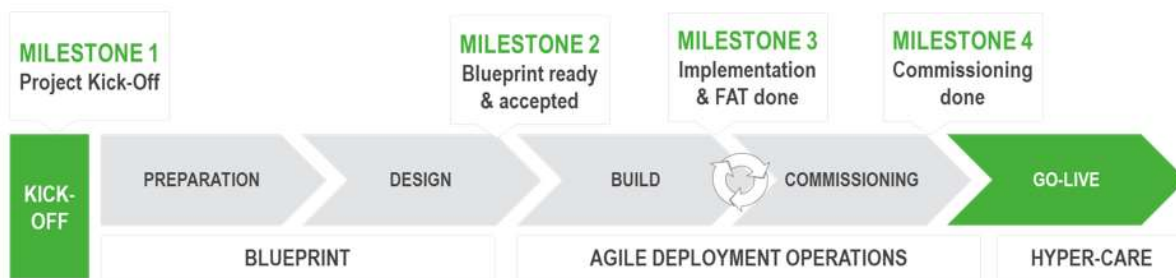 MILESTONE 1
Project Kick-Off
MILESTONE 2
Blueprint ready
& accepted
MILESTONE 3
Implementation
& FAT done
MILESTONE 4
Commissioning
done
KICK-
OFF
PREPARATION
DESIGN
BUILD
COMMISSIONING
GO-LIVE
BLUEPRINT
AGILE DEPLOYMENT OPERATIONS
HYPER-CARE